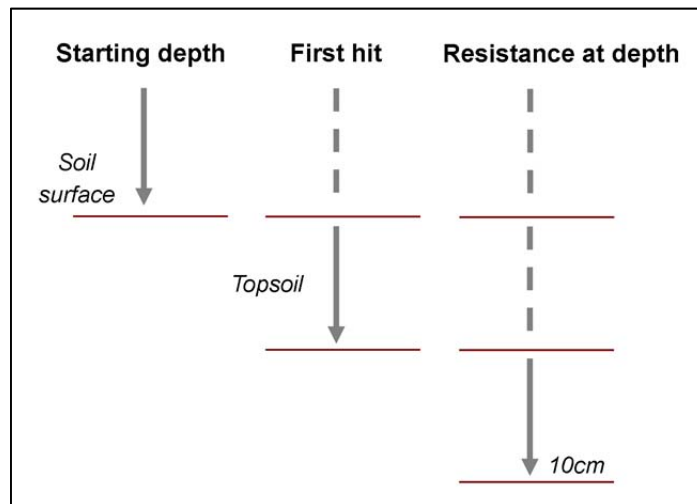 Starting depth
First hit
Resistance at depth
Soil
surface
Topsoil
10cm